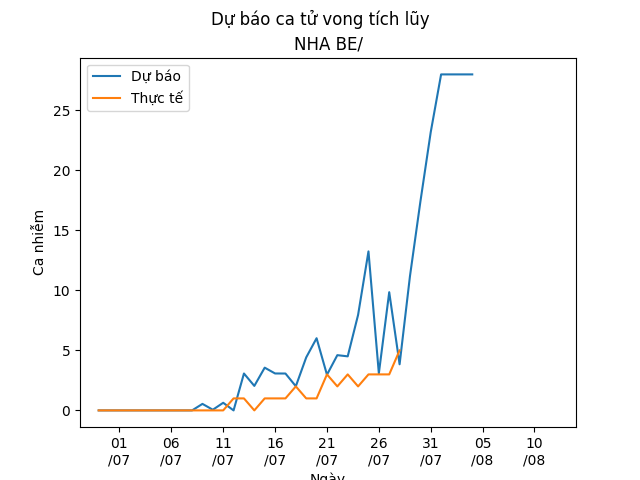 Dự báo ca tử vong tích lũy
NHA BE/
Dự báo
Thực tế
Ca nhiễm
25
20
15
10
5
0
01 06 11 16 21 26 31 05 10
/07 /07 /07 /07 /07 /07 /07 /08 /08
Ngày